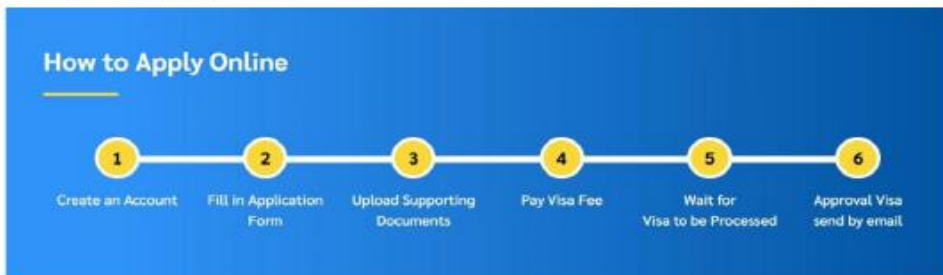 How to Apply Online
1
2
3
4
5
6
Create an Account
Fill in Application
Form
Upload Supporting
Documents
Pay Visa Fee
Wait for
Visa to be Processed
Approval Visa
send by email